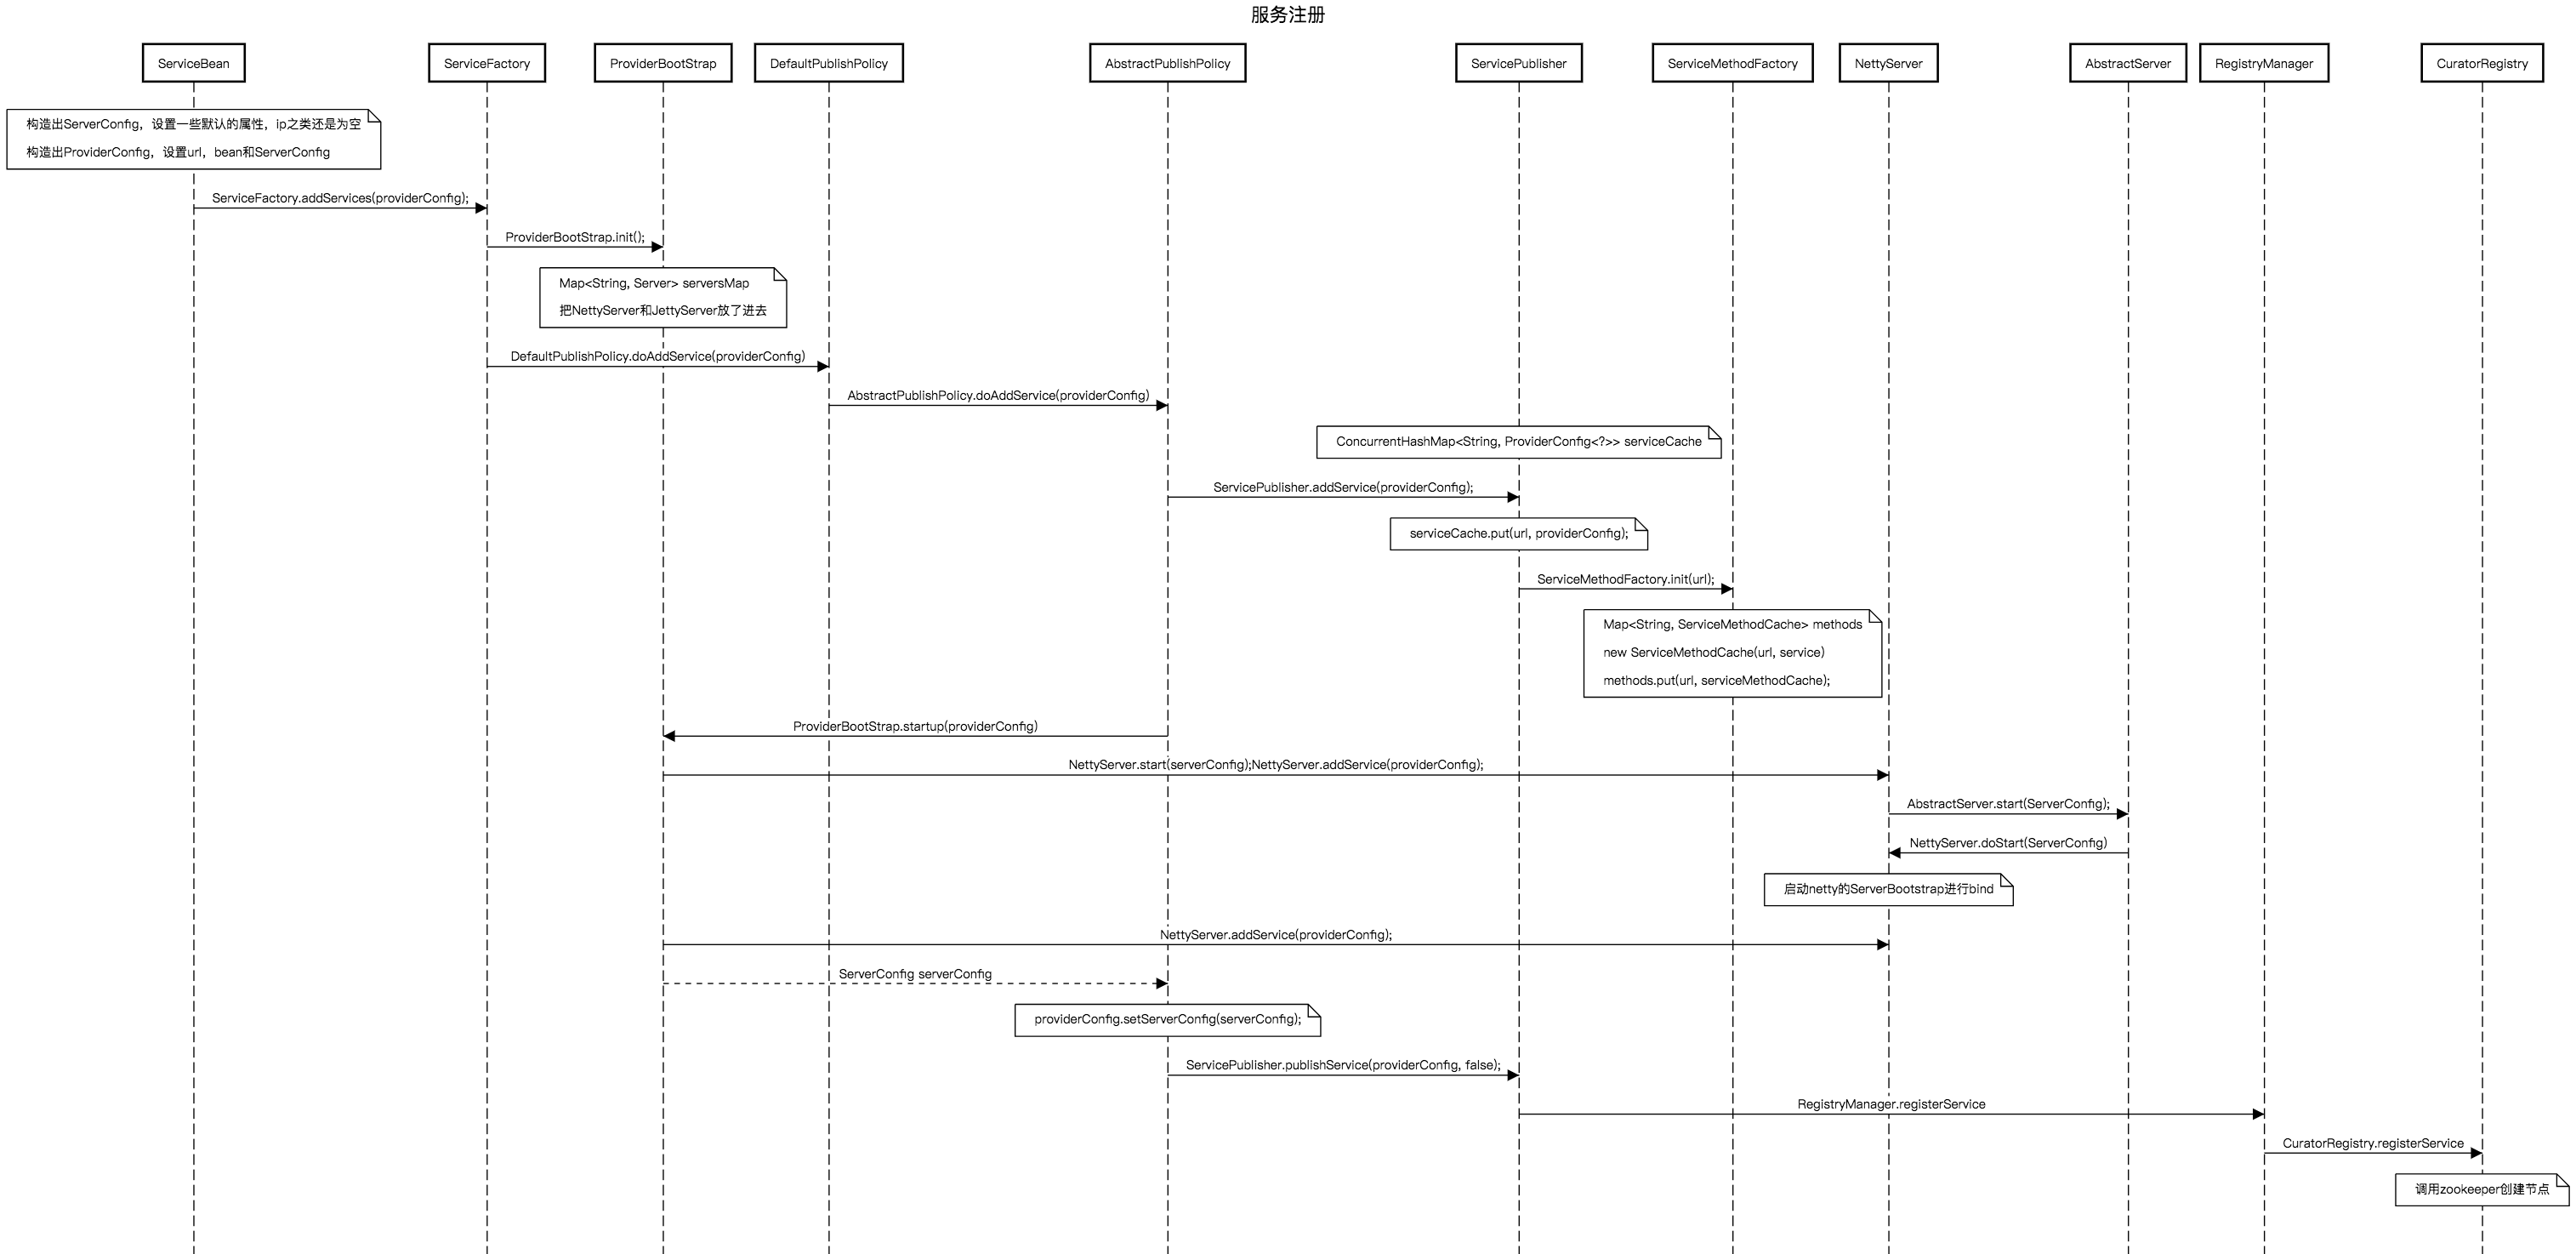 服务注册
ServiceBean
ServiceFactory
ProviderBootStrap
DefaultPublishPolicy
AbstractPublishPolicy
ServicePublisher
ServiceMethodFactory
NettyServer
AbstractServer
RegistryManager
CuratorRegistry
构造出ServerConfig，设置一些默认的属性，ip之类还是为空
构造出ProviderConfig，设置url，bean和ServerConfig
ServiceFactory.addServices(providerConfig);
ProviderBootStrap.init();
Map<String, Server> serversMap
把NettyServer和JettyServer放了进去
DefaultPublishPolicy.doAddService(providerConfig)
AbstractPublishPolicy.doAddService(providerConfig)
ConcurrentHashMap<String, ProviderConfig<?>> serviceCache
ServicePublisher.addService(providerConfig);
serviceCache.put(url, providerConfig);
ServiceMethodFactory.init(url);
Map<String, ServiceMethodCache> methods
new ServiceMethodCache(url, service)
methods.put(url, serviceMethodCache);
ProviderBootStrap.startup(providerConfig)
NettyServer.start(serverConfig);NettyServer.addService(providerConfig);
AbstractServer.start(ServerConfig);
NettyServer.doStart(ServerConfig)
启动netty的ServerBootstrap进行bind
NettyServer.addService(providerConfig);
ServerConfig serverConfig
providerConfig.setServerConfig(serverConfig);
ServicePublisher.publishService(providerConfig, false);
RegistryManager.registerService
CuratorRegistry.registerService
调用zookeeper创建节点